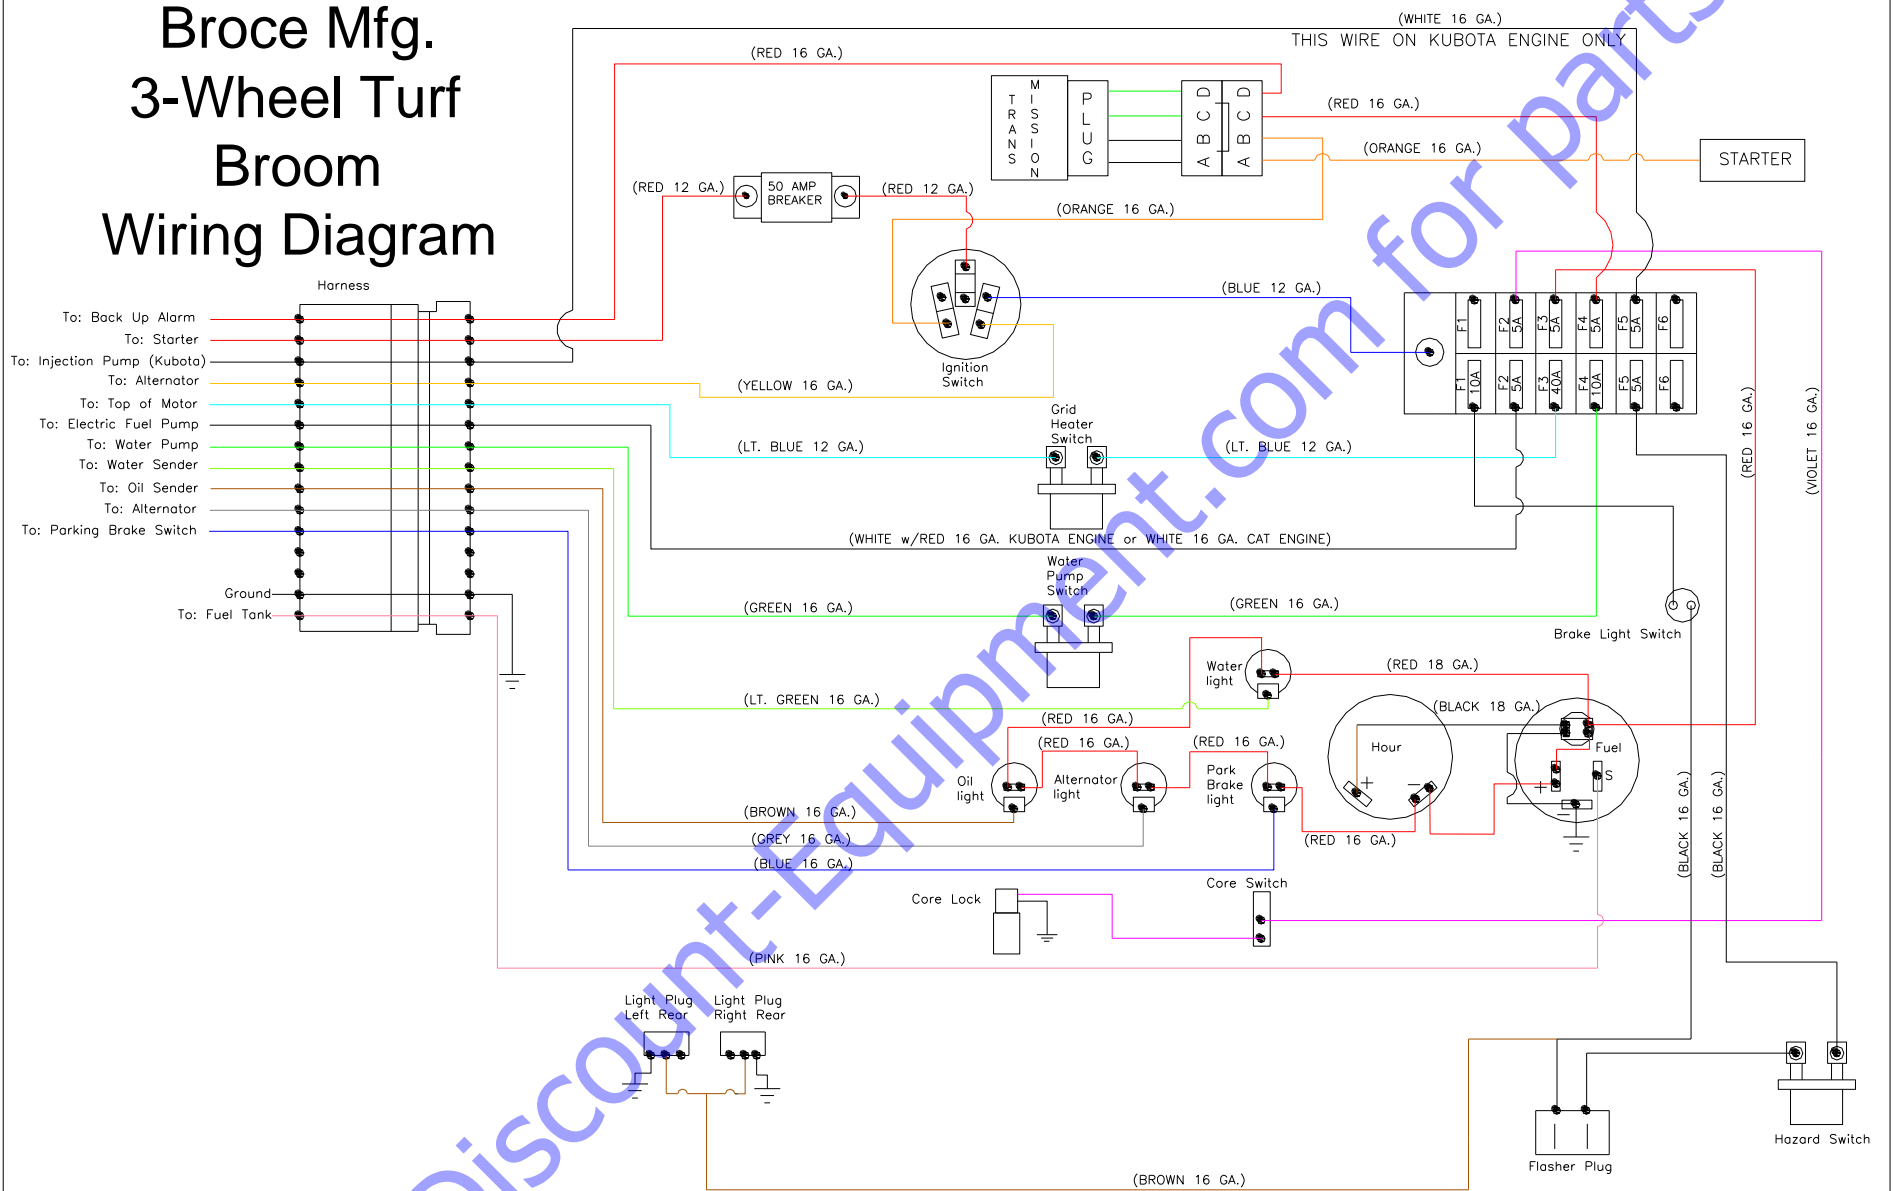 Broce Mfg.
3-Wheel Turf
Broom
Wiring Diagram
(WHITE 16 GA.)
THIS WIRE ON KUBOTA ENGINE ONLY
(RED 16 GA.)
TRANS
MISSION
PLUG
A B C D
A B C D
(RED 16 GA.)
(ORANGE 16 GA.)
STARTER
(RED 12 GA.)
50 AMP
BREAKER
(RED 12 GA.)
(ORANGE 16 GA.)
Ignition
Switch
(BLUE 12 GA.)
F1
F2 5A
F3 5A
F4 5A
F5 5A
F6
F1 10A
F2 5A
F3 40A
F4 10A
F5 5A
F6
Harness
To: Back Up Alarm
To: Starter
To: Injection Pump (Kubota)
To: Alternator
To: Top of Motor
To: Electric Fuel Pump
To: Water Pump
To: Water Sender
To: Oil Sender
To: Alternator
To: Parking Brake Switch
Ground
To: Fuel Tank
(YELLOW 16 GA.)
Grid
Heater
Switch
(LT. BLUE 12 GA.)
(LT. BLUE 12 GA.)
(RED 16 GA.)
(VIOLET 16 GA.)
(WHITE w/RED 16 GA. KUBOTA ENGINE or WHITE 16 GA. CAT ENGINE)
Water
Pump
Switch
(GREEN 16 GA.)
(GREEN 16 GA.)
Brake Light Switch
Water
light
(RED 18 GA.)
(LT. GREEN 16 GA.)
(BLACK 18 GA.)
(RED 16 GA.)
(RED 16 GA.)
(RED 16 GA.)
Oil
light
Alternator
light
Park
Brake
light
Hour
+
−
Fuel
S
+
−
(BROWN 16 GA.)
(GREY 16 GA.)
(BLUE 16 GA.)
(RED 16 GA.)
(BLACK 16 GA.)
(BLACK 16 GA.)
Core Lock
Core Switch
(PINK 16 GA.)
Light Plug
Left Rear
Light Plug
Right Rear
Flasher Plug
Hazard Switch
(BROWN 16 GA.)
Discount-Equipment.com for parts